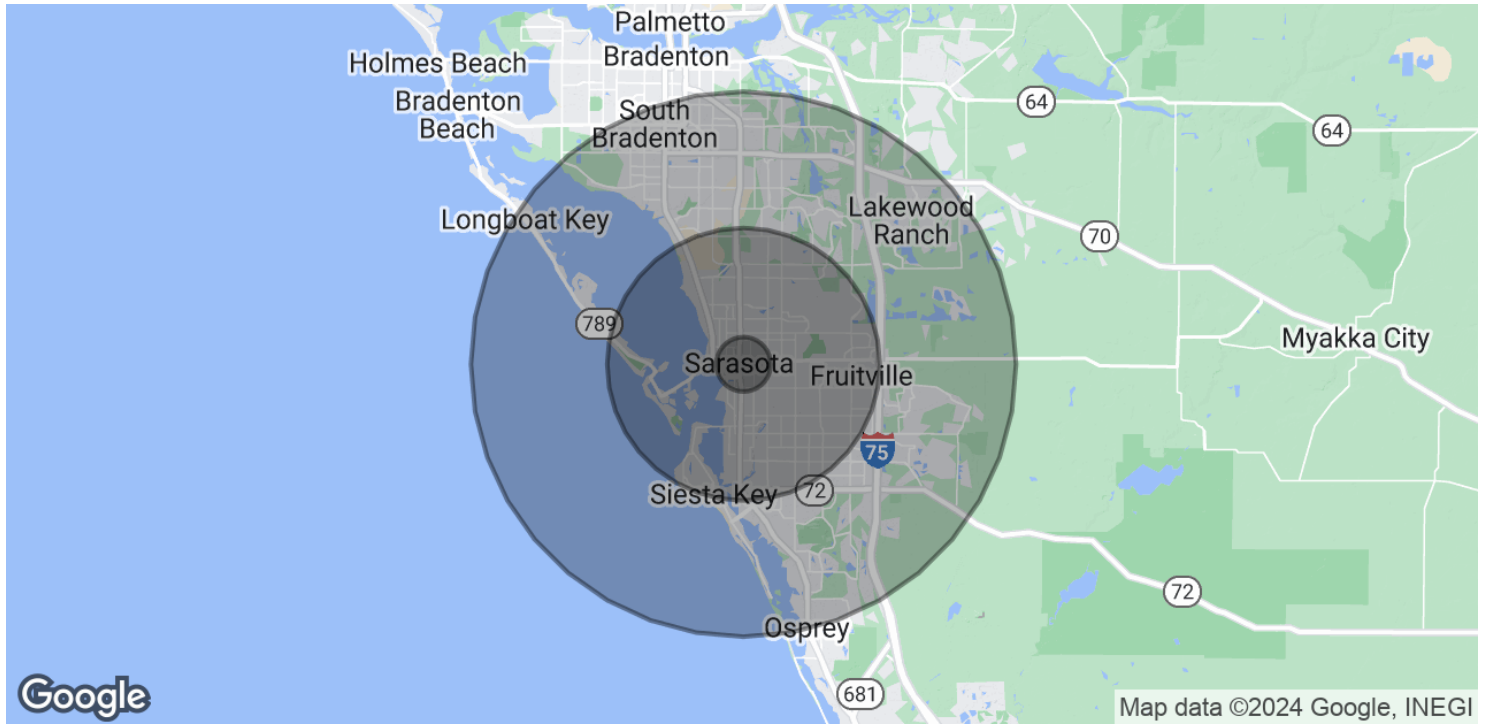 Palmetto
Bradenton
Holmes Beach
Bradenton
Beach
South
Bradenton
64
64
Longboat Key
Lakewood
Ranch
70
789
Myakka City
Sarasota
Fruitville
75
Siesta Key
72
72
Osprey
681
Google
Map data ©2024 Google, INEGI